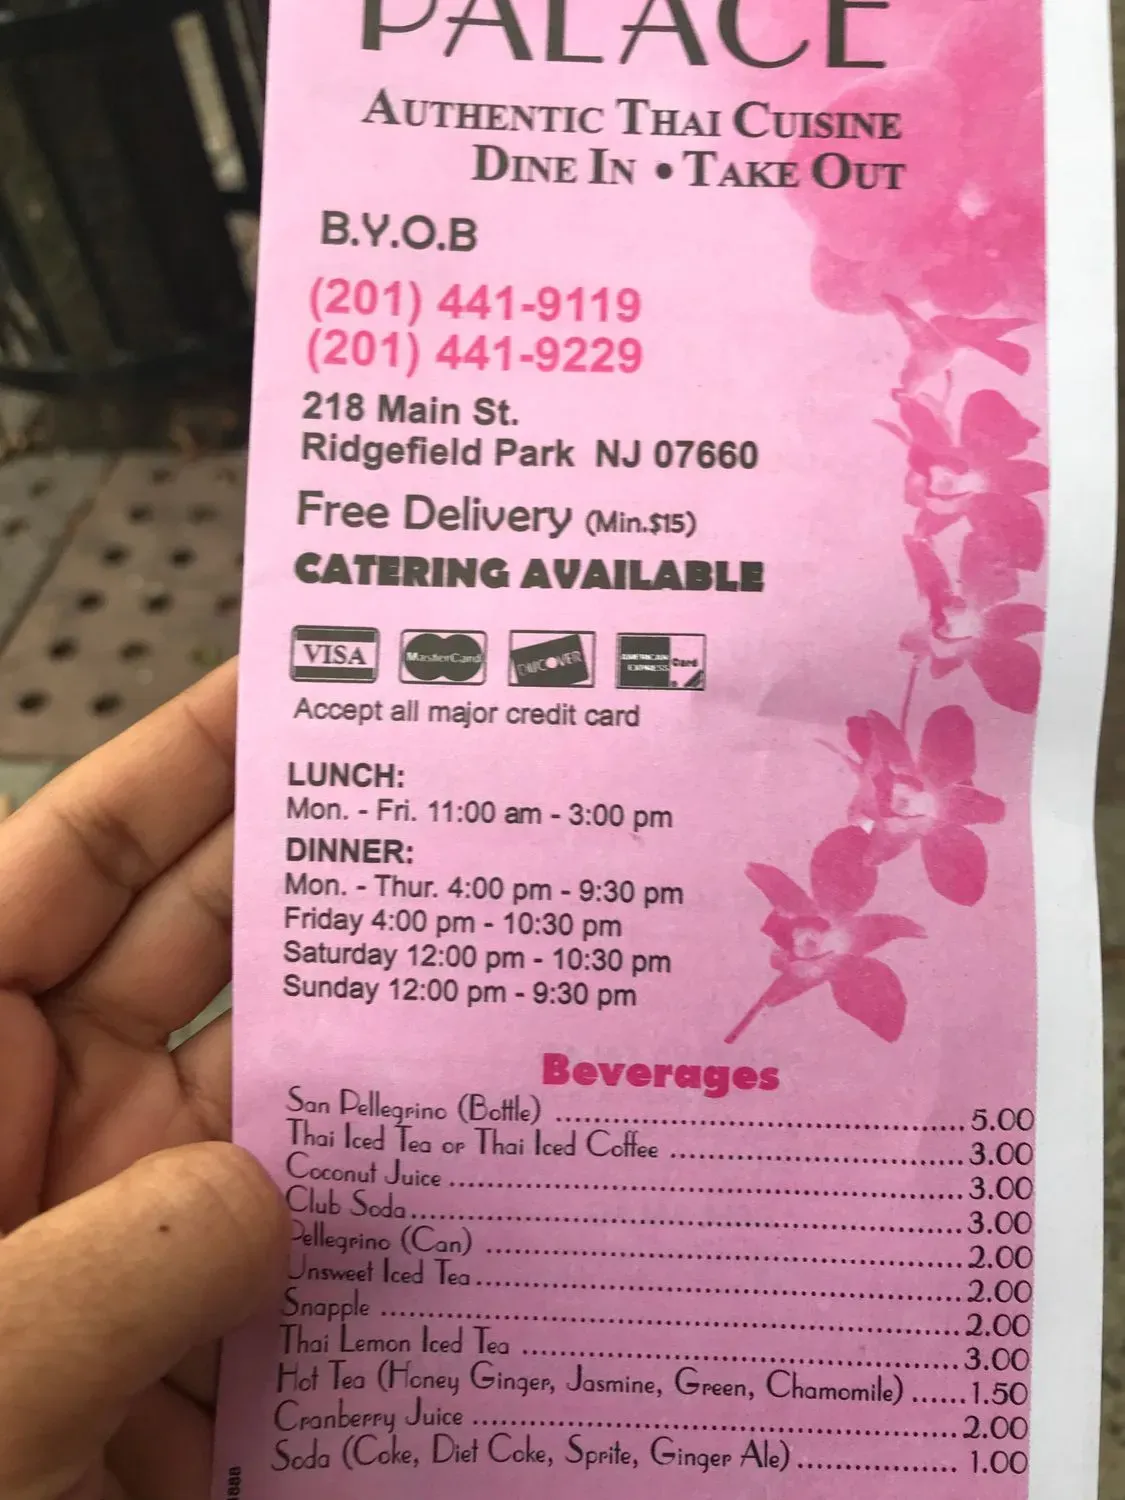 PALACE
AUTHENTIC THAI CUISINE
DINE IN • TAKE OUT
B.Y.O.B
(201) 441-9119
(201) 441-9229
218 Main St.
Ridgefield Park NJ 07660
Free Delivery (Min.$15)
CATERING AVAILABLE
VISA MasterCard DISCOVER AMERICAN EXPRESS Card
Accept all major credit card
LUNCH:
Mon. - Fri. 11:00 am - 3:00 pm
DINNER:
Mon. - Thur. 4:00 pm - 9:30 pm
Friday 4:00 pm - 10:30 pm
Saturday 12:00 pm - 10:30 pm
Sunday 12:00 pm - 9:30 pm
Beverages
San Pellegrino (Bottle) 5.00
Thai Iced Tea or Thai Iced Coffee 3.00
Coconut Juice 3.00
Club Soda 3.00
Pellegrino (Can) 2.00
Unsweet Iced Tea 2.00
Snapple 2.00
Thai Lemon Iced Tea 3.00
Hot Tea (Honey Ginger, Jasmine, Green, Chamomile) 1.50
Cranberry Juice 2.00
Soda (Coke, Diet Coke, Sprite, Ginger Ale) 1.00